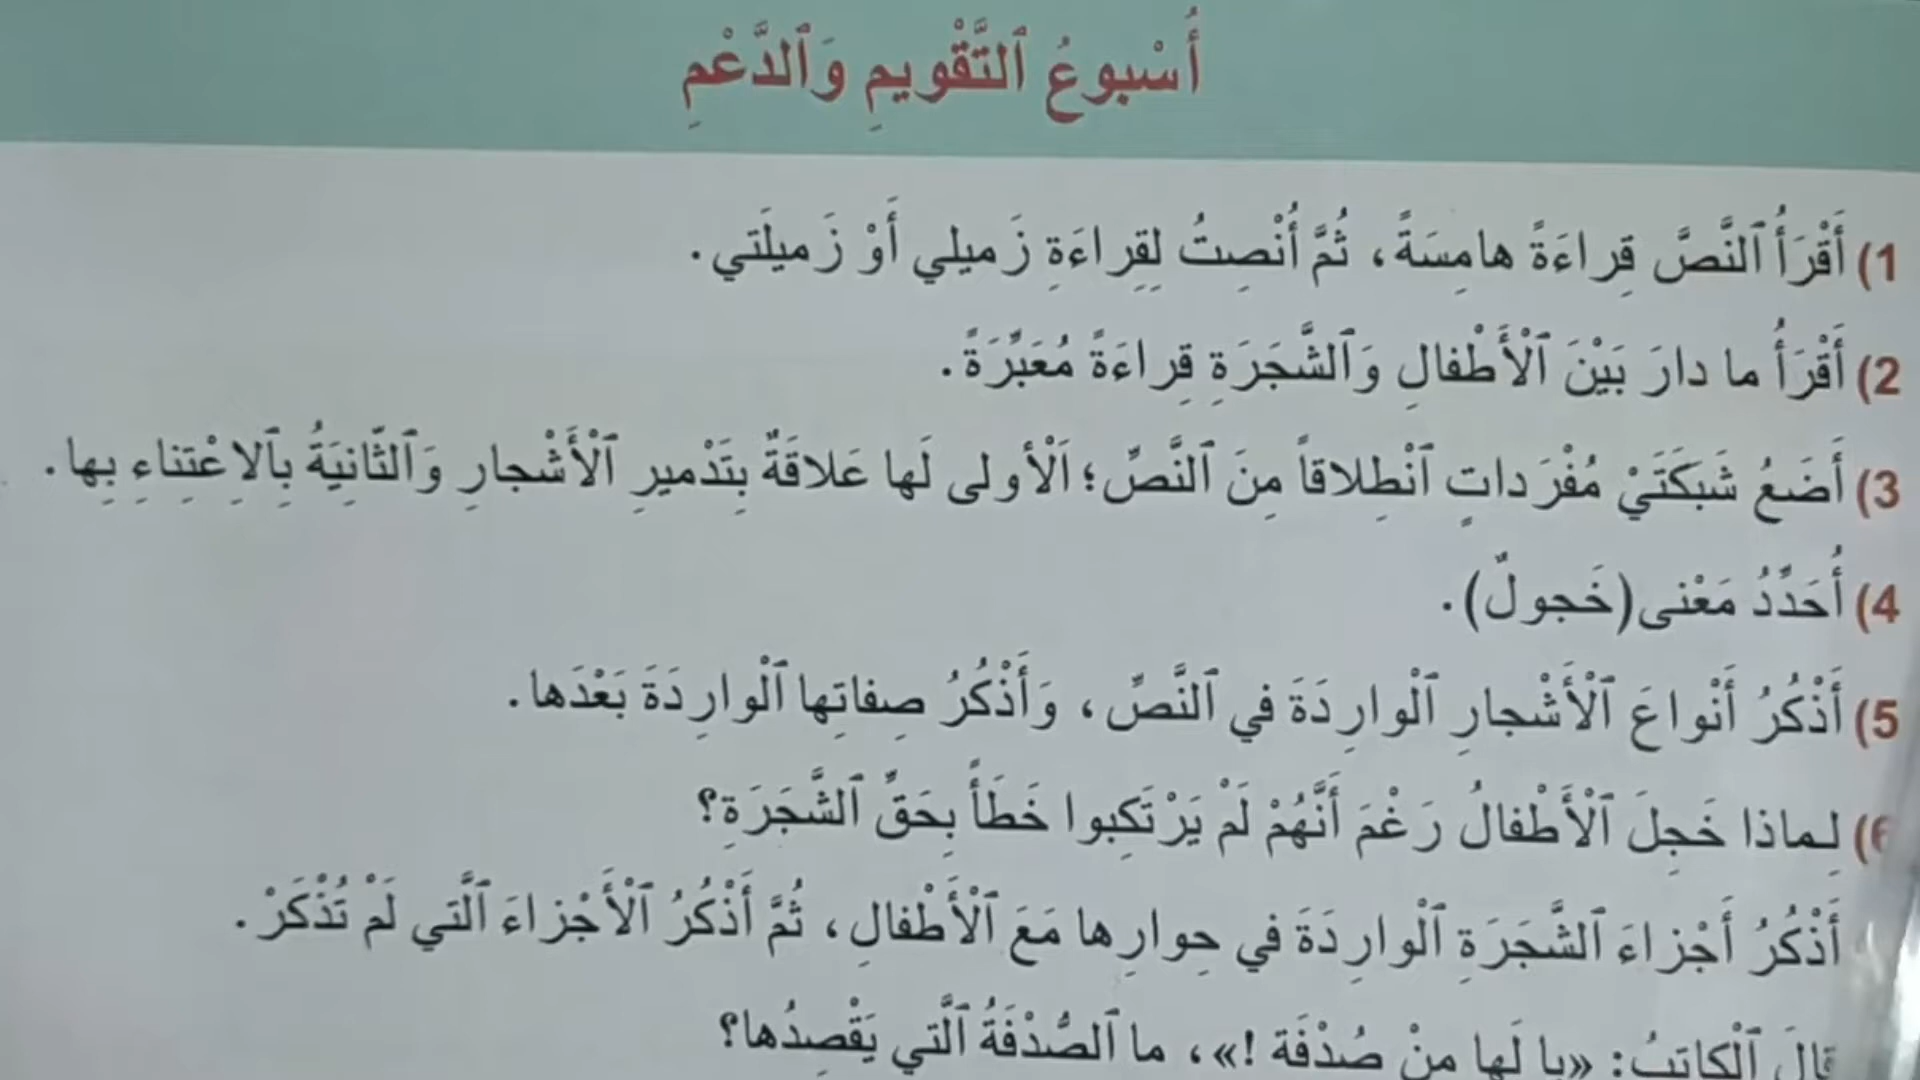 أُسْبوعُ ٱلتَّقْويمِ وَٱلدَّعْمِ
1) أَقْرَأُ ٱلنَّصَّ قِراءَةً هامِسَةً، ثُمَّ أُنْصِتُ لِقِراءَةِ زَميلي أَوْ زَميلَتي.
2) أَقْرَأُ ما دارَ بَيْنَ ٱلْأَطْفالِ وَٱلشَّجَرَةِ قِراءَةً مُعَبِّرَةً.
3) أَضَعُ شَبَكَتَيْ مُفْرَداتٍ ٱنْطِلاقاً مِنَ ٱلنَّصِّ؛ اَلْأولى لَها عَلاقَةٌ بِتَدْميرِ ٱلْأَشْجارِ وَٱلثّانِيَةُ بِٱلِاعْتِناءِ بِها.
4) أُحَدِّدُ مَعْنى (خَجولٌ).
5) أَذْكُرُ أَنْواعَ ٱلْأَشْجارِ ٱلْوارِدَةَ في ٱلنَّصِّ، وَأَذْكُرُ صِفاتِها ٱلْوارِدَةَ بَعْدَها.
6) لِماذا خَجِلَ ٱلْأَطْفالُ رَغْمَ أَنَّهُمْ لَمْ يَرْتَكِبوا خَطَأً بِحَقِّ ٱلشَّجَرَةِ؟
أَذْكُرُ أَجْزاءَ ٱلشَّجَرَةِ ٱلْوارِدَةَ في حِوارِها مَعَ ٱلْأَطْفالِ، ثُمَّ أَذْكُرُ ٱلْأَجْزاءَ ٱلَّتي لَمْ تُذْكَرْ.
قالَ ٱلْكاتِبُ: «يا لَها مِنْ صُدْفَة !»، ما ٱلصُّدْفَةُ ٱلَّتي يَقْصِدُها؟